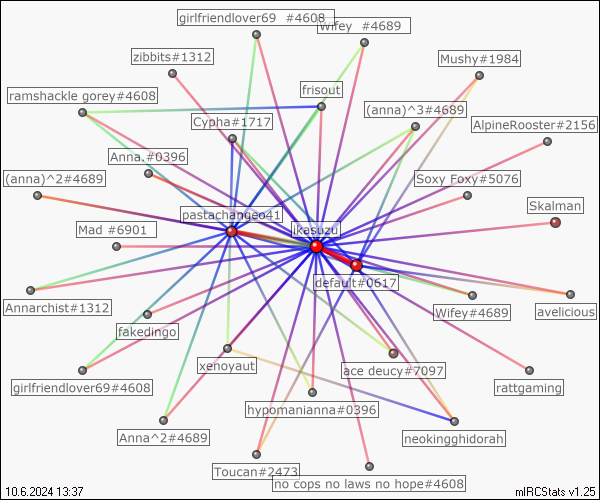 girlfriendlover69 #4608
Wifey #4689
zibbits#1312
Mushy#1984
ramshackle gorey#4608
frisout
(anna)^3#4689
Cypha#1717
AlpineRooster#2156
Anna.#0396
(anna)^2#4689
Soxy Foxy#5076
Skalman
pastachangeo41
Mad #6901
ikasuzu
default#0617
Annarchist#1312
fakedingo
Wifey#4689
avelicious
xenoyaut
ace deucy#7097
girlfriendlover69#4608
rattgaming
hypomanianna#0396
Anna^2#4689
neokingghidorah
Toucan#2473
no cops no laws no hope#4608
10.6.2024 13:37
mIRCStats v1.25